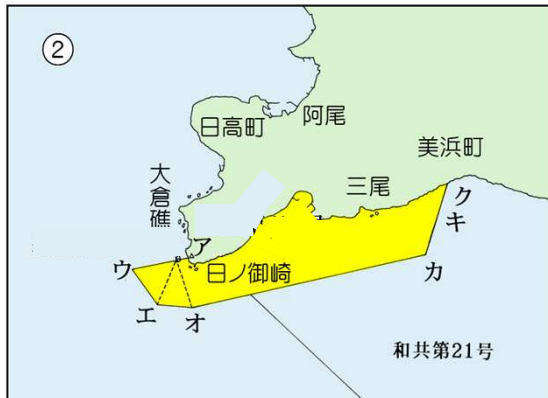 ②
阿尾
日高町
美浜町
大倉礁
三尾
ク
キ
ア
日ノ御崎
ウ
カ
エ
オ
和共第21号